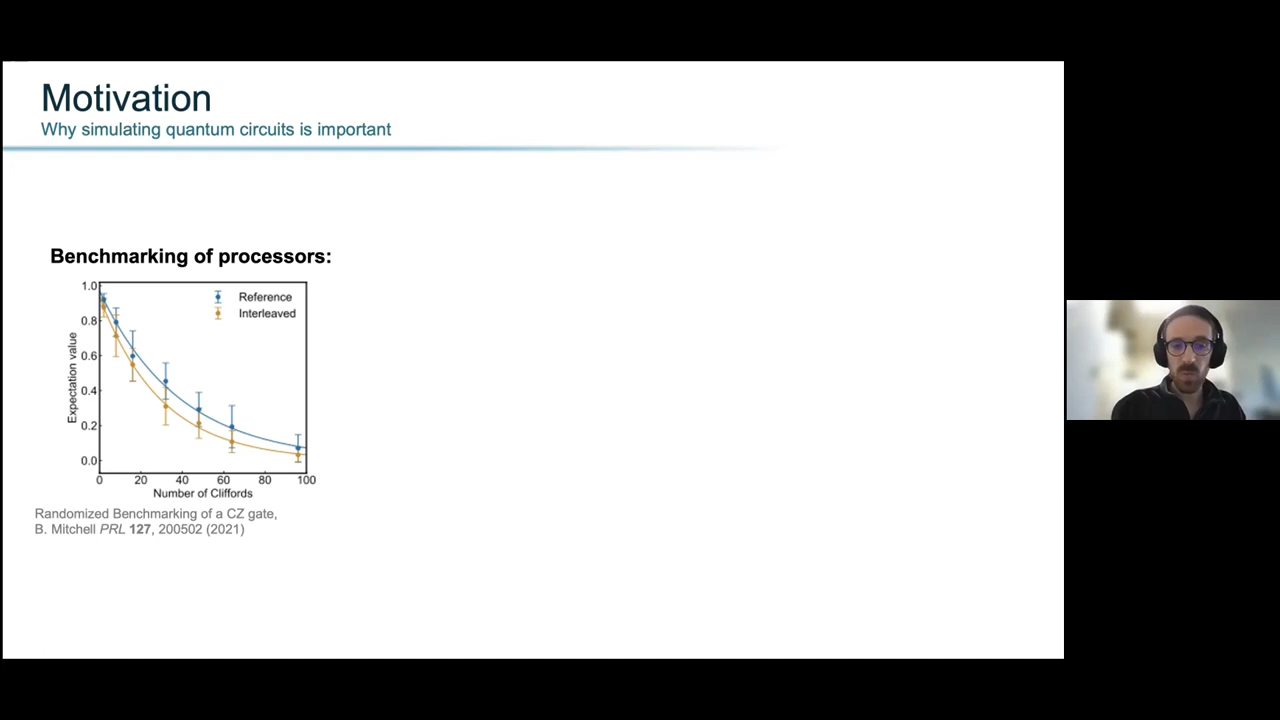 Motivation
Why simulating quantum circuits is important
Benchmarking of processors:
1.0
0.8
0.6
0.4
0.2
0.0
Expectation value
Reference
Interleaved
0 20 40 60 80 100
Number of Cliffords
Randomized Benchmarking of a CZ gate,
B. Mitchell PRL 127, 200502 (2021)